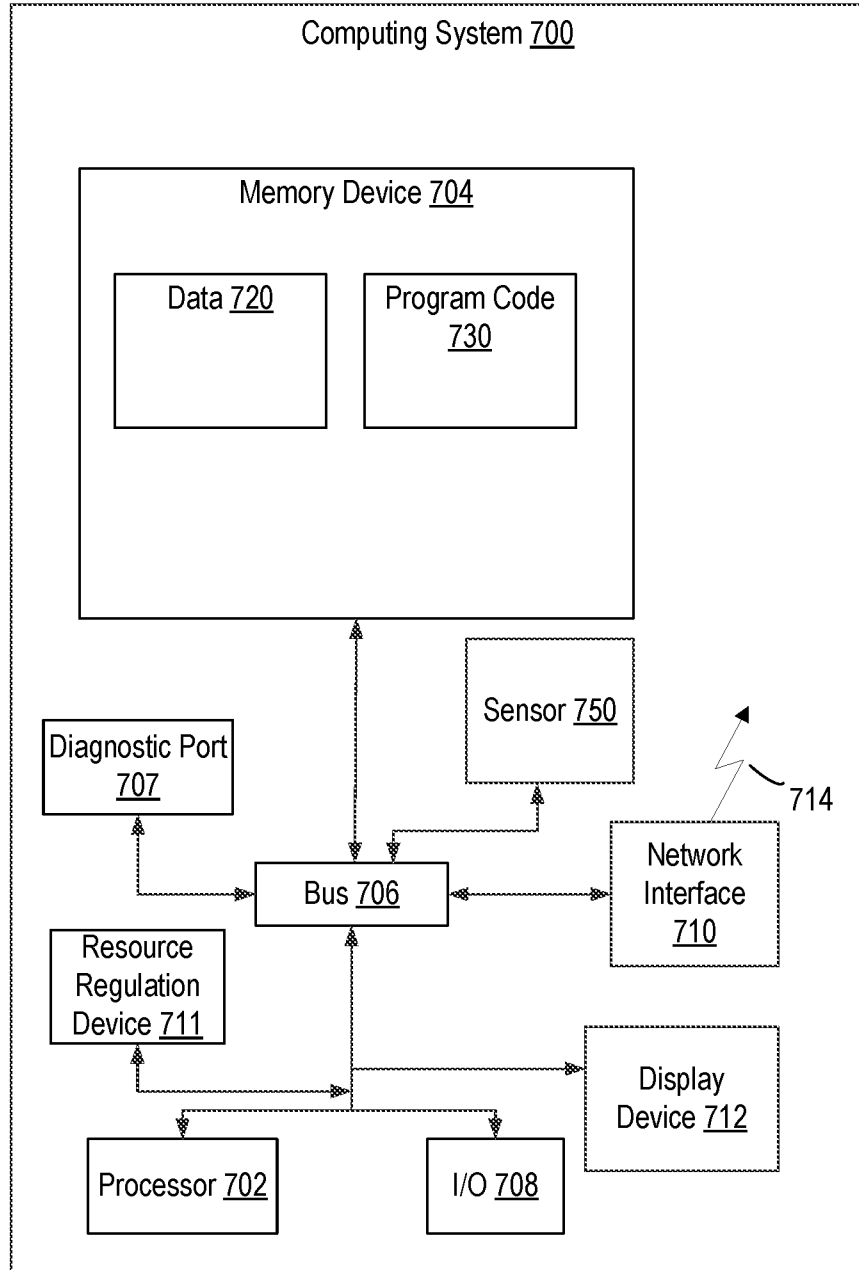 Computing System 700
Memory Device 704
Data 720
Program Code
730
Sensor 750
Diagnostic Port
707
714
Bus 706
Network
Interface
710
Resource
Regulation
Device 711
Display
Device 712
Processor 702
I/O 708